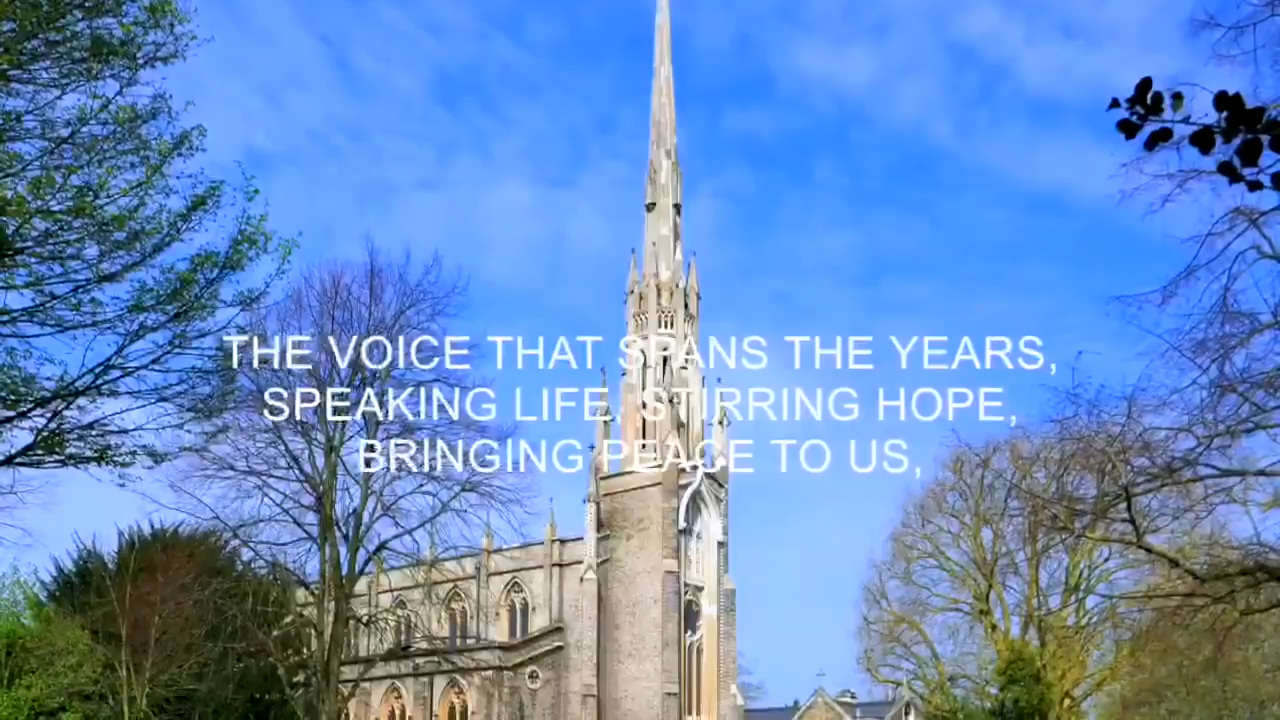 THE VOICE THAT SPANS THE YEARS,
SPEAKING LIFE, STIRRING HOPE,
BRINGING PEACE TO US,